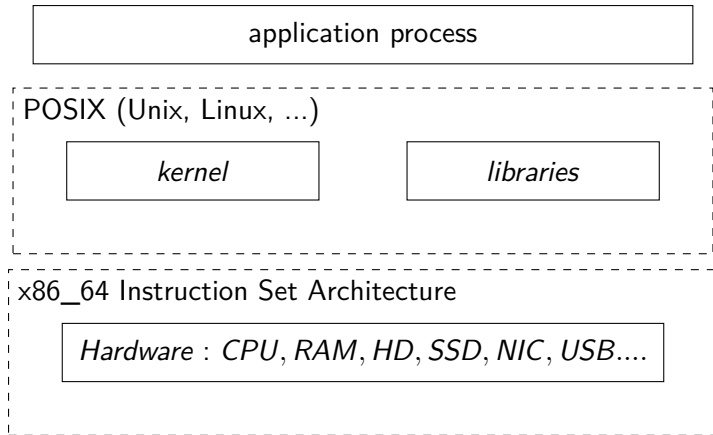 application process
POSIX (Unix, Linux, ...)
kernel
libraries
x86_64 Instruction Set Architecture
Hardware : CPU, RAM, HD, SSD, NIC, USB....